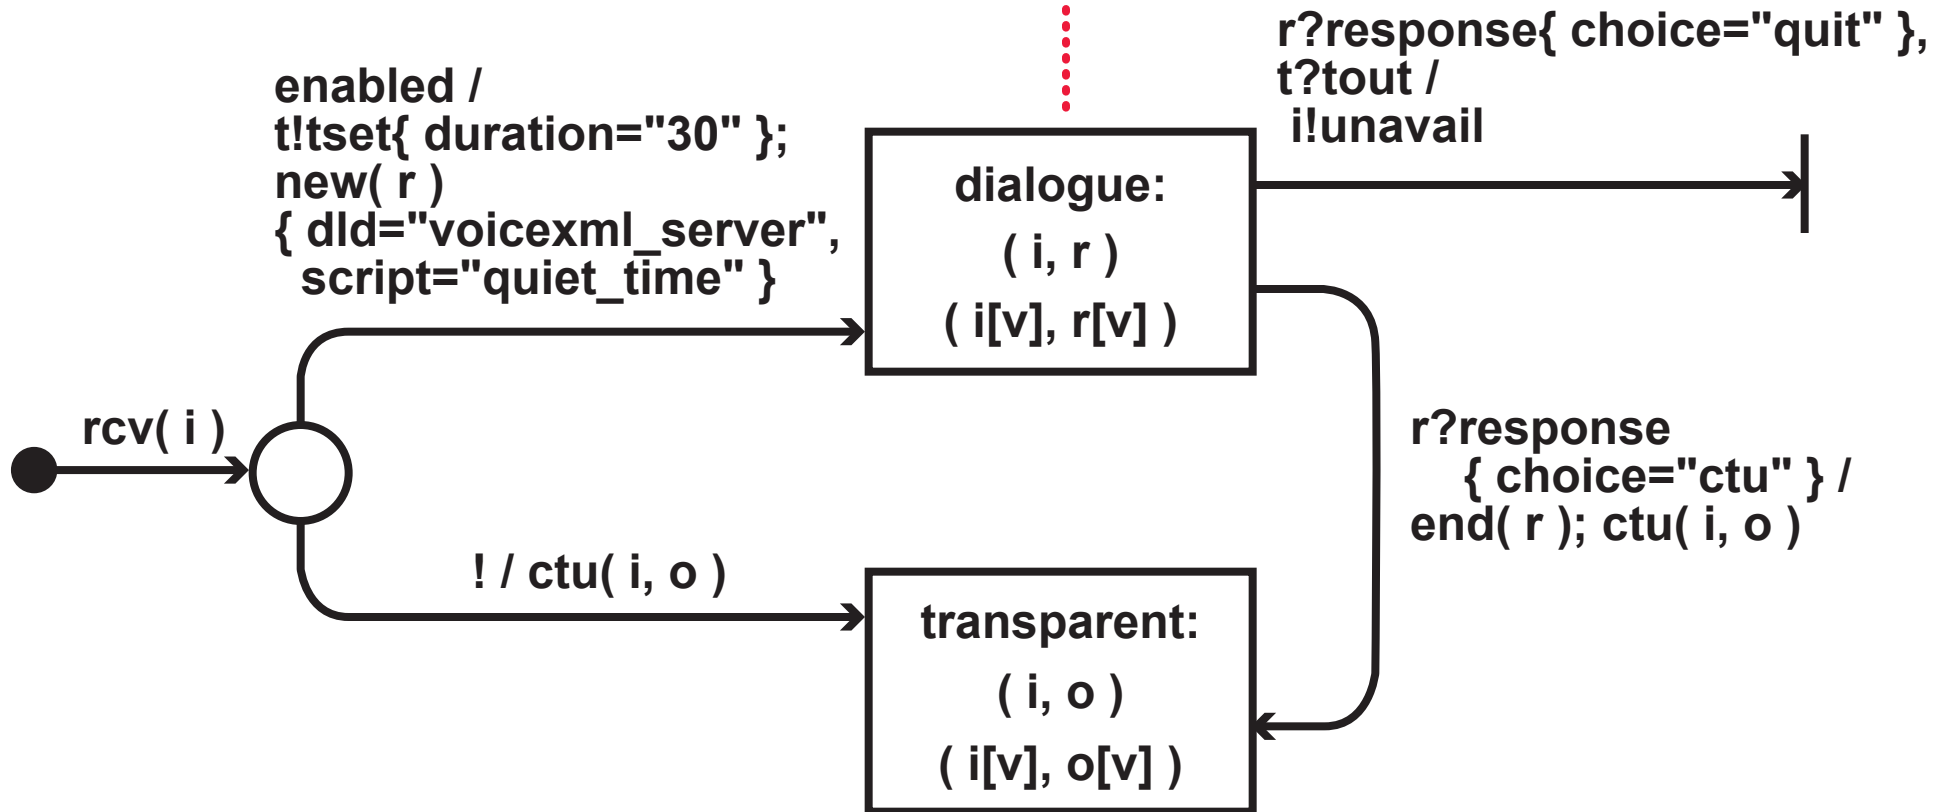 r?response{ choice="quit" },
t?tout /
i!unavail
enabled /
t!tset{ duration="30" };
new( r )
{ dld="voicexml_server",
script="quiet_time" }
dialogue:
( i, r )
( i[v], r[v] )
rcv( i )
r?response
{ choice="ctu" } /
end( r ); ctu( i, o )
! / ctu( i, o )
transparent:
( i, o )
( i[v], o[v] )